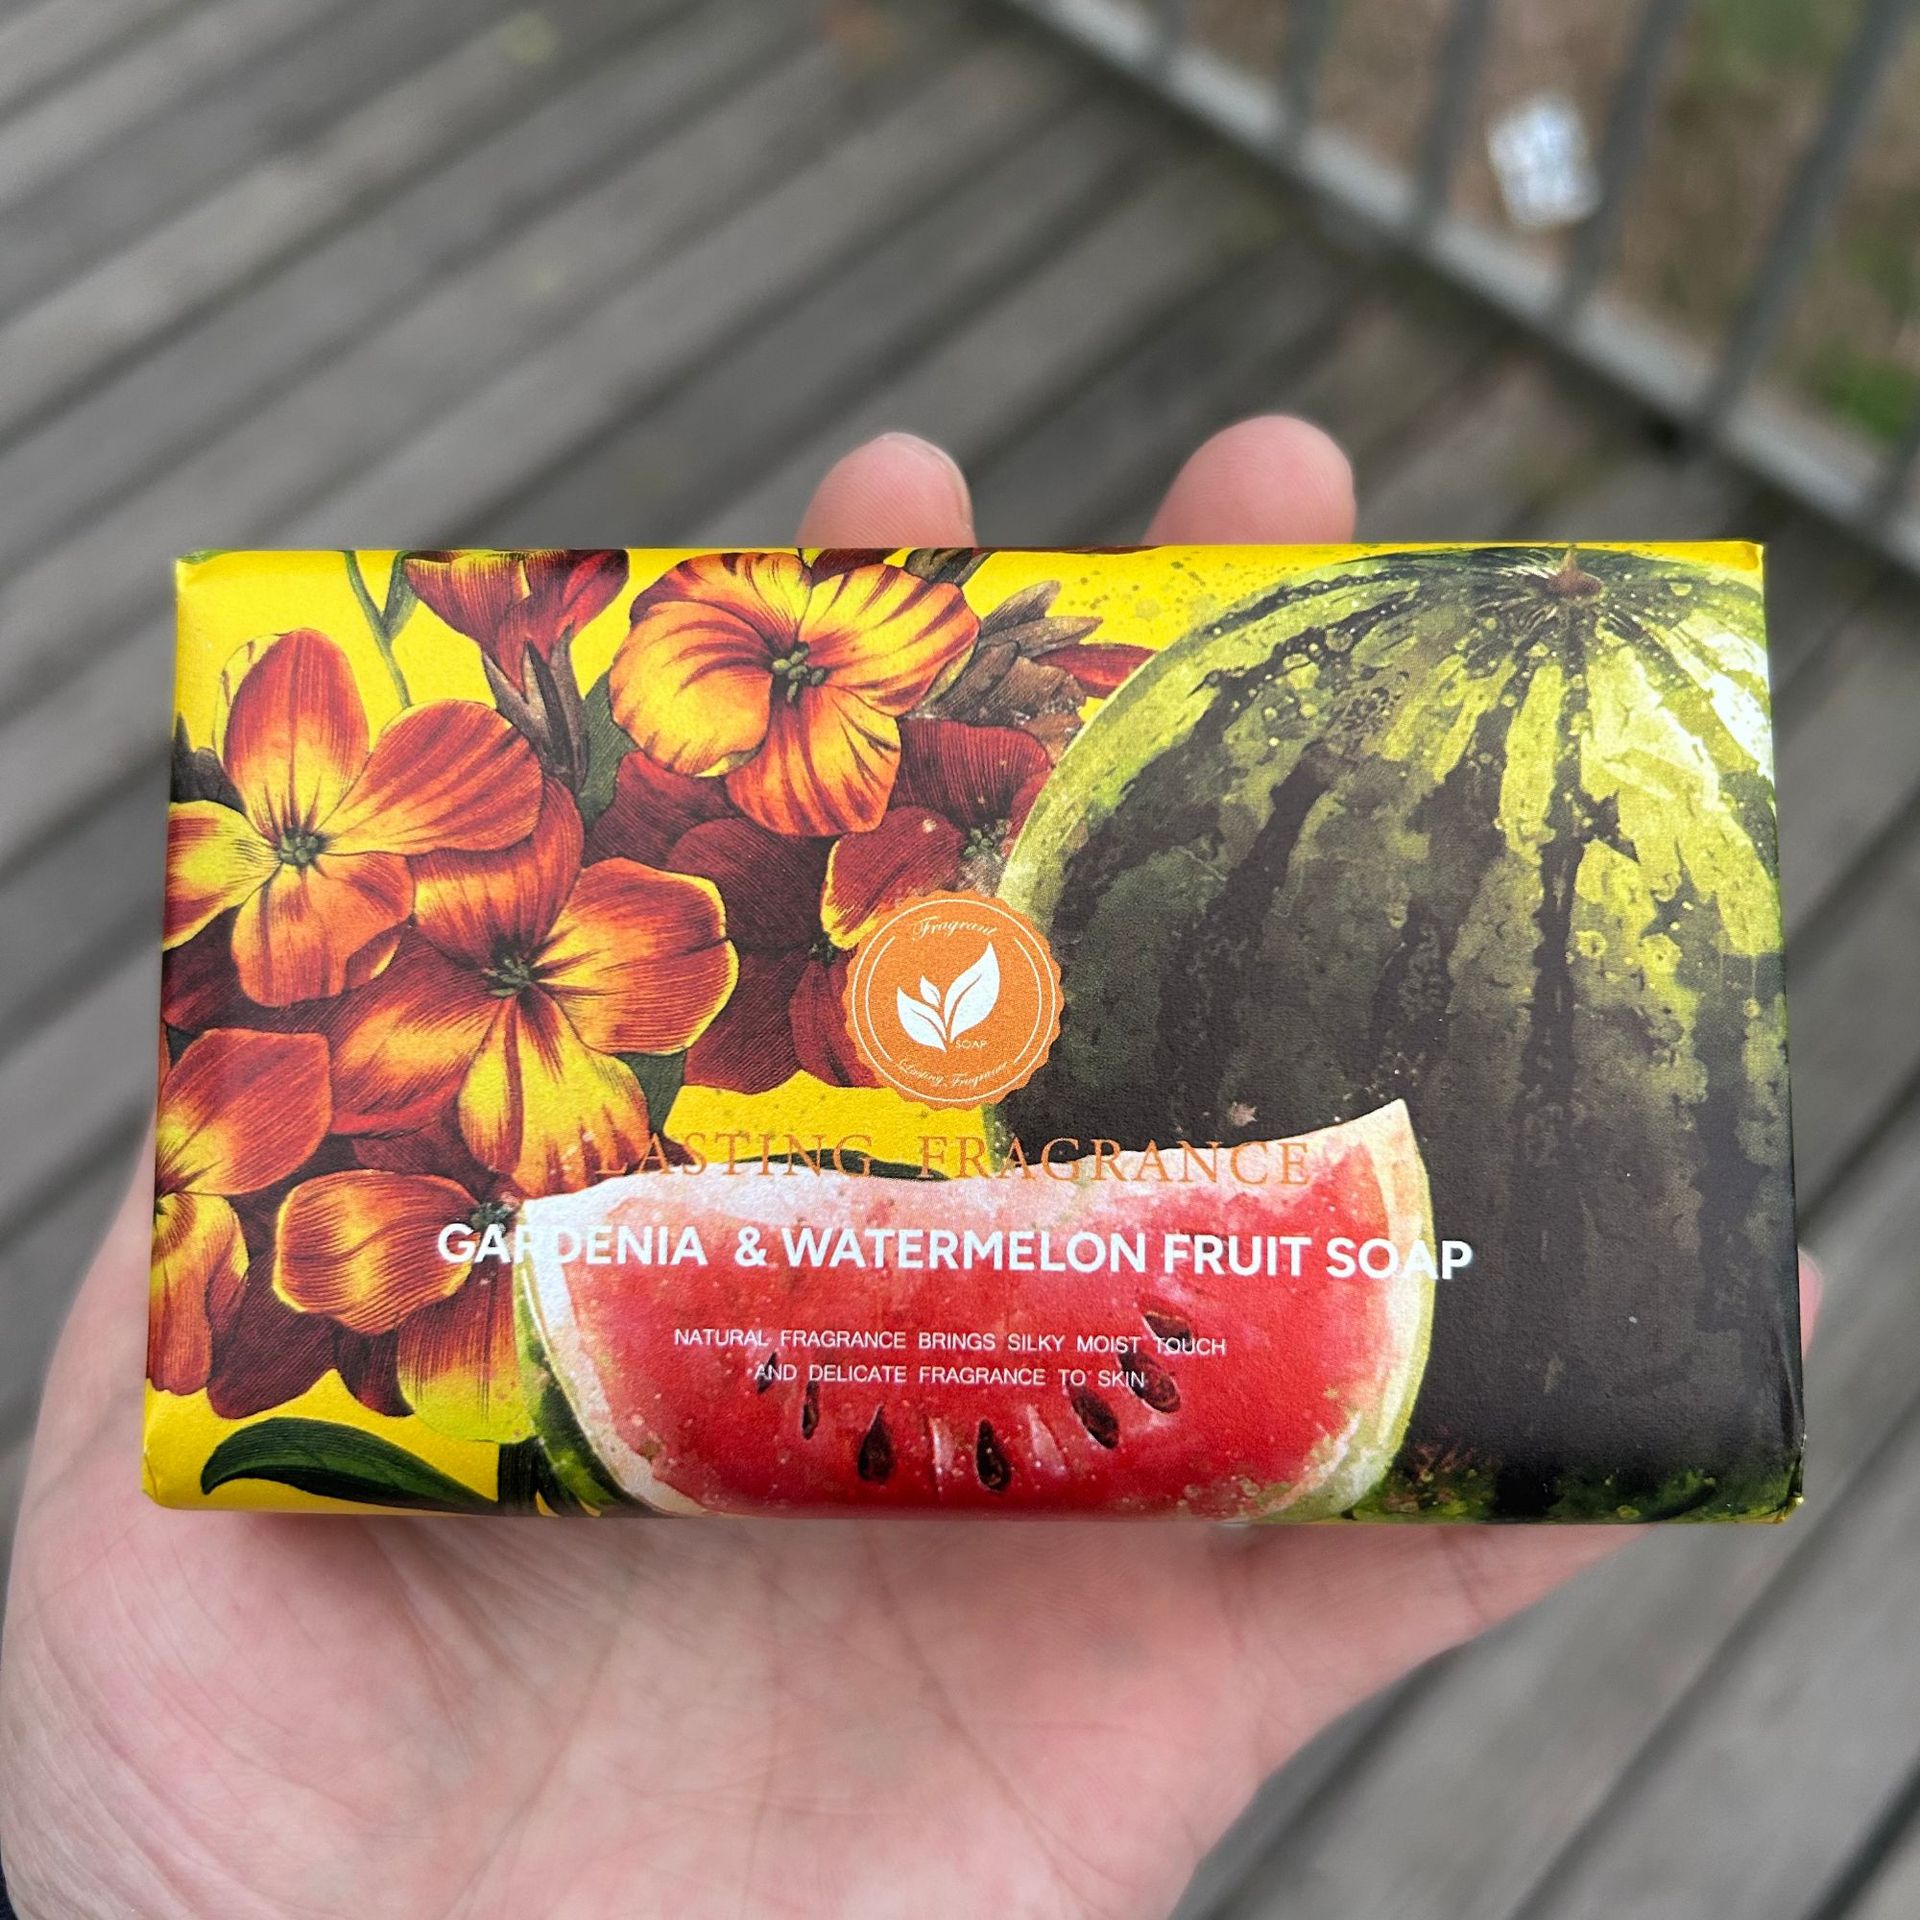 Fragrant
SOAP
Lasting Fragrance
LASTING FRAGRANCE
GARDENIA & WATERMELON FRUIT SOAP
NATURAL FRAGRANCE BRINGS SILKY MOIST TOUCH
AND DELICATE FRAGRANCE TO SKIN